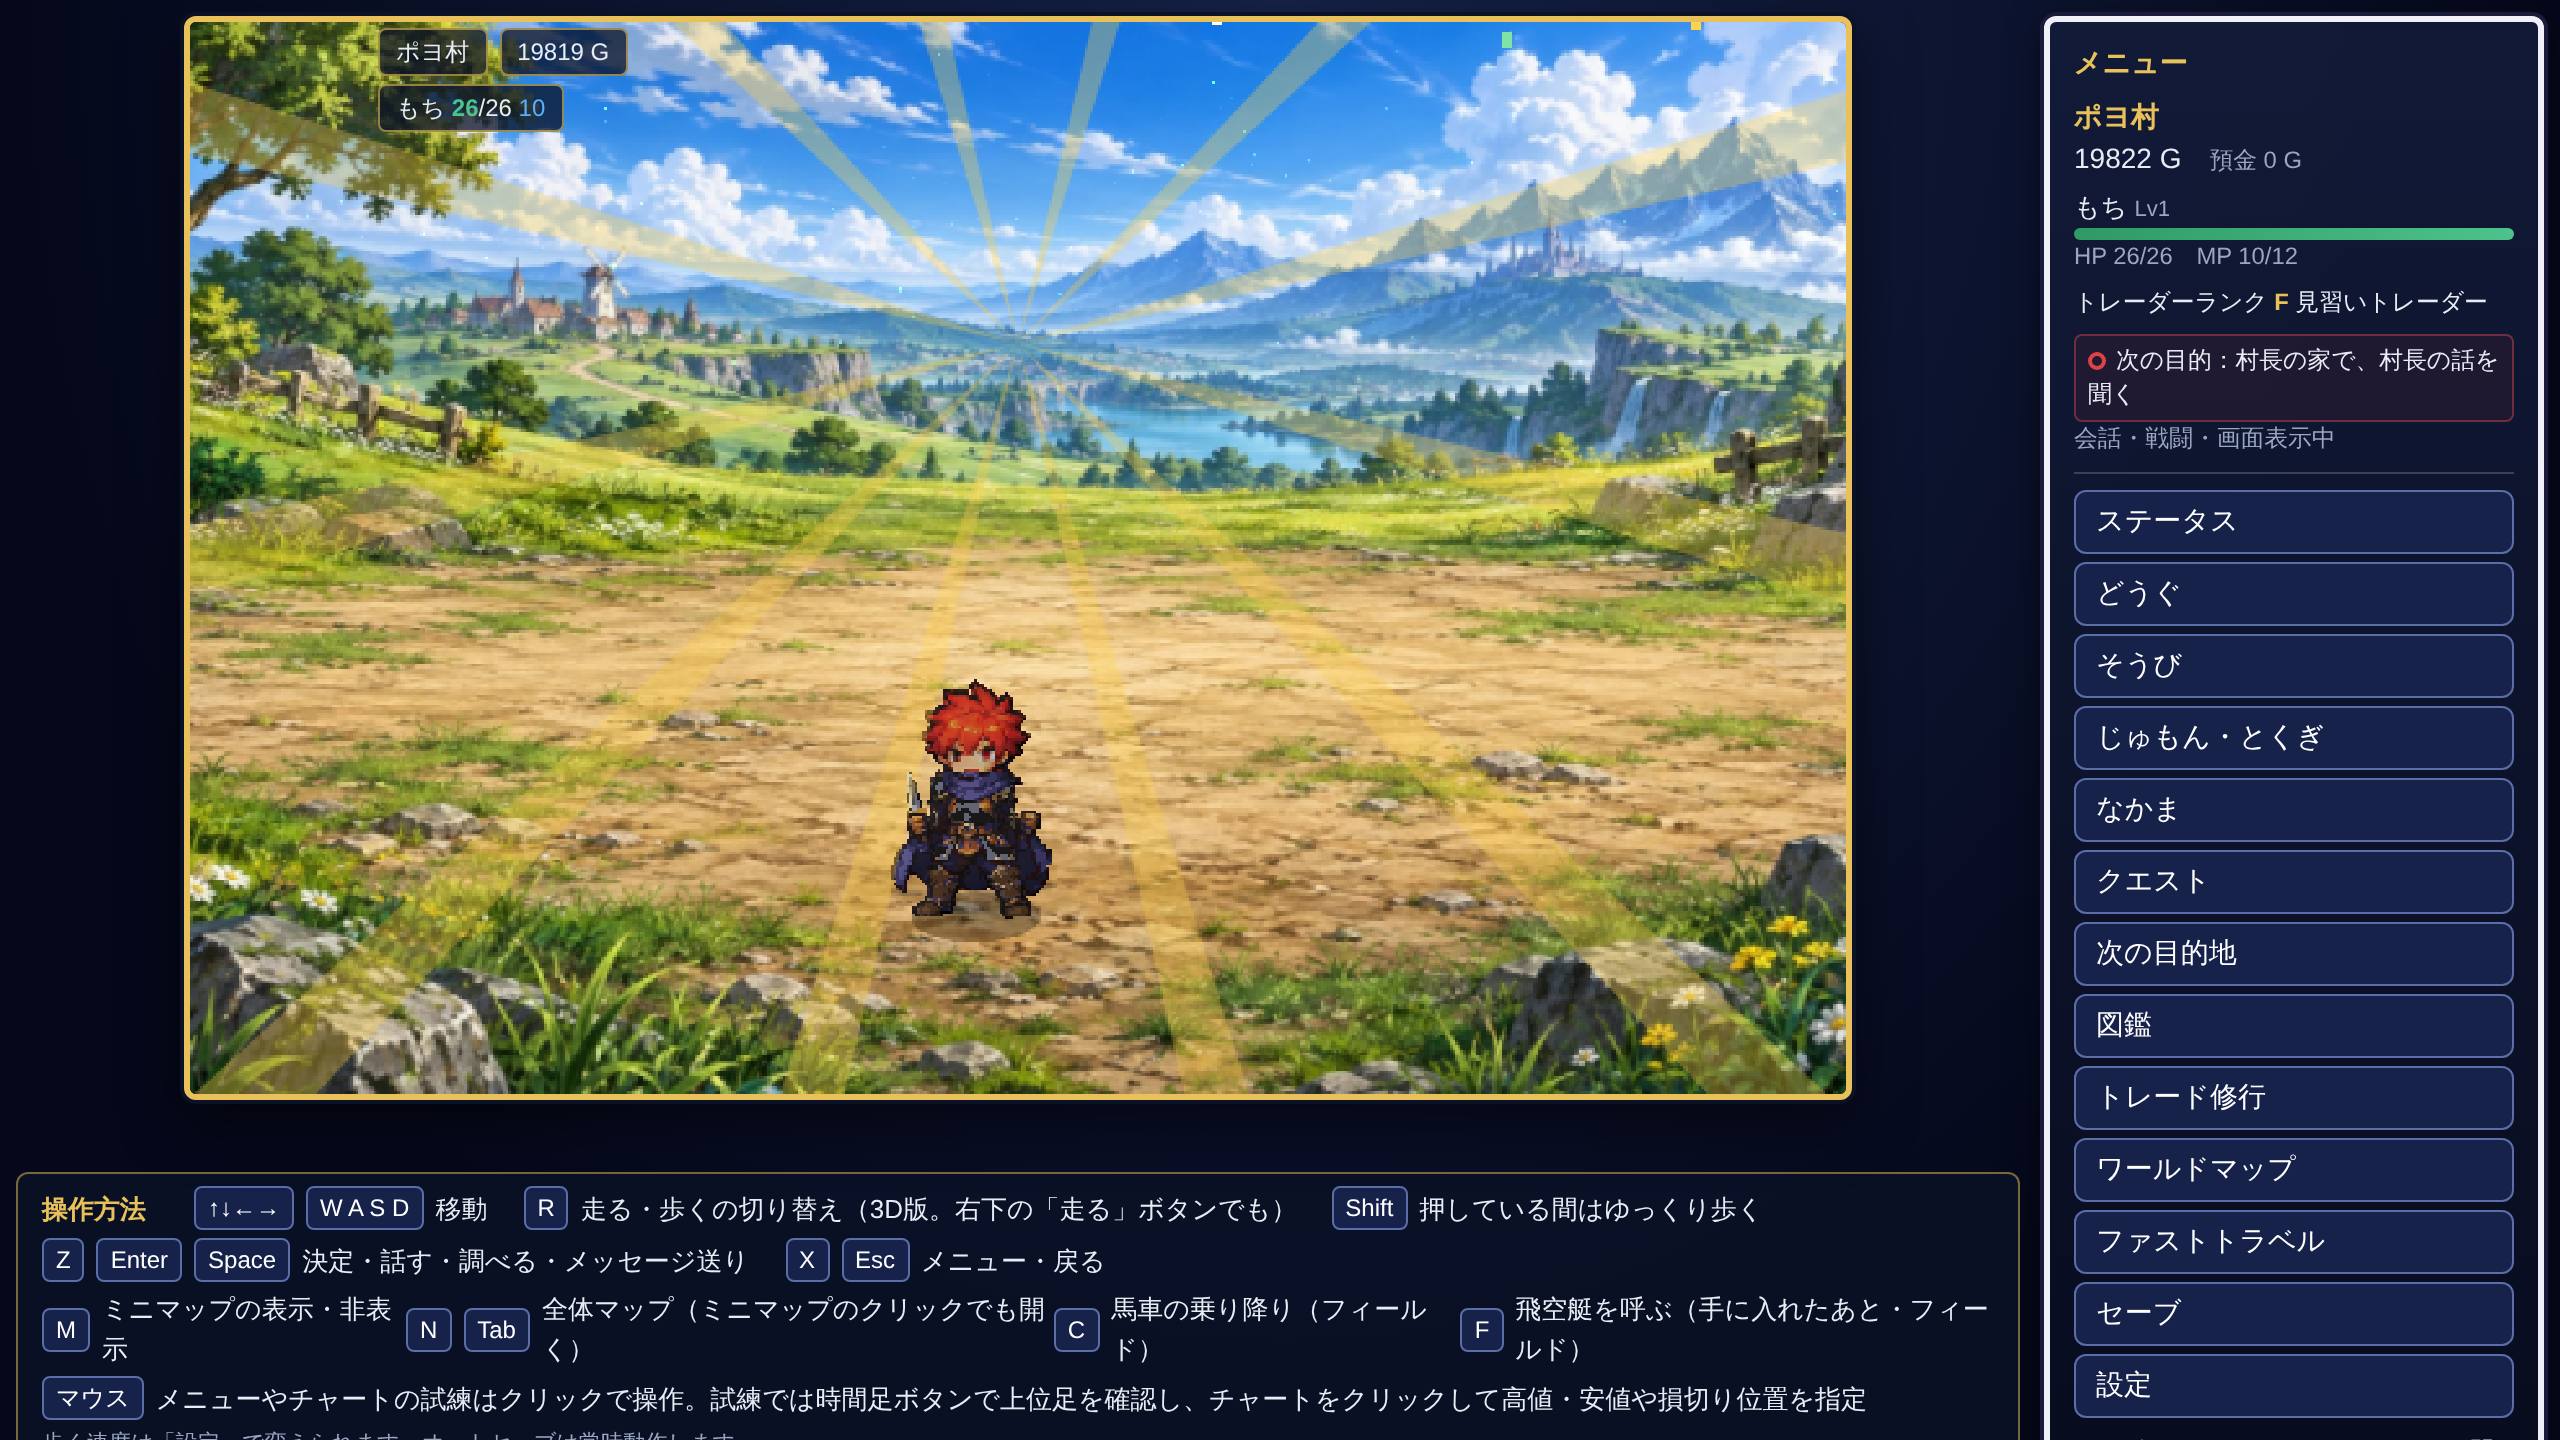 ポヨ村 19819 G
もち 26/26 10
メニュー
ポヨ村
19822 G 預金 0 G
もち Lv1
HP 26/26 MP 10/12
トレーダーランク F 見習いトレーダー
次の目的：村長の家で、村長の話を
聞く
会話・戦闘・画面表示中
ステータス
どうぐ
そうび
じゅもん・とくぎ
なかま
クエスト
次の目的地
図鑑
トレード修行
ワールドマップ
ファストトラベル
セーブ
設定
操作方法 ↑↓←→ W A S D 移動 R 走る・歩くの切り替え（3D版。右下の「走る」ボタンでも） Shift 押している間はゆっくり歩く
Z Enter Space 決定・話す・調べる・メッセージ送り X Esc メニュー・戻る
M ミニマップの表示・非表
示
N Tab 全体マップ（ミニマップのクリックでも開
く）
C 馬車の乗り降り（フィール
ド）
F 飛空艇を呼ぶ（手に入れたあと・フィー
ルド）
マウス メニューやチャートの試練はクリックで操作。試練では時間足ボタンで上位足を確認し、チャートをクリックして高値・安値や損切り位置を指定